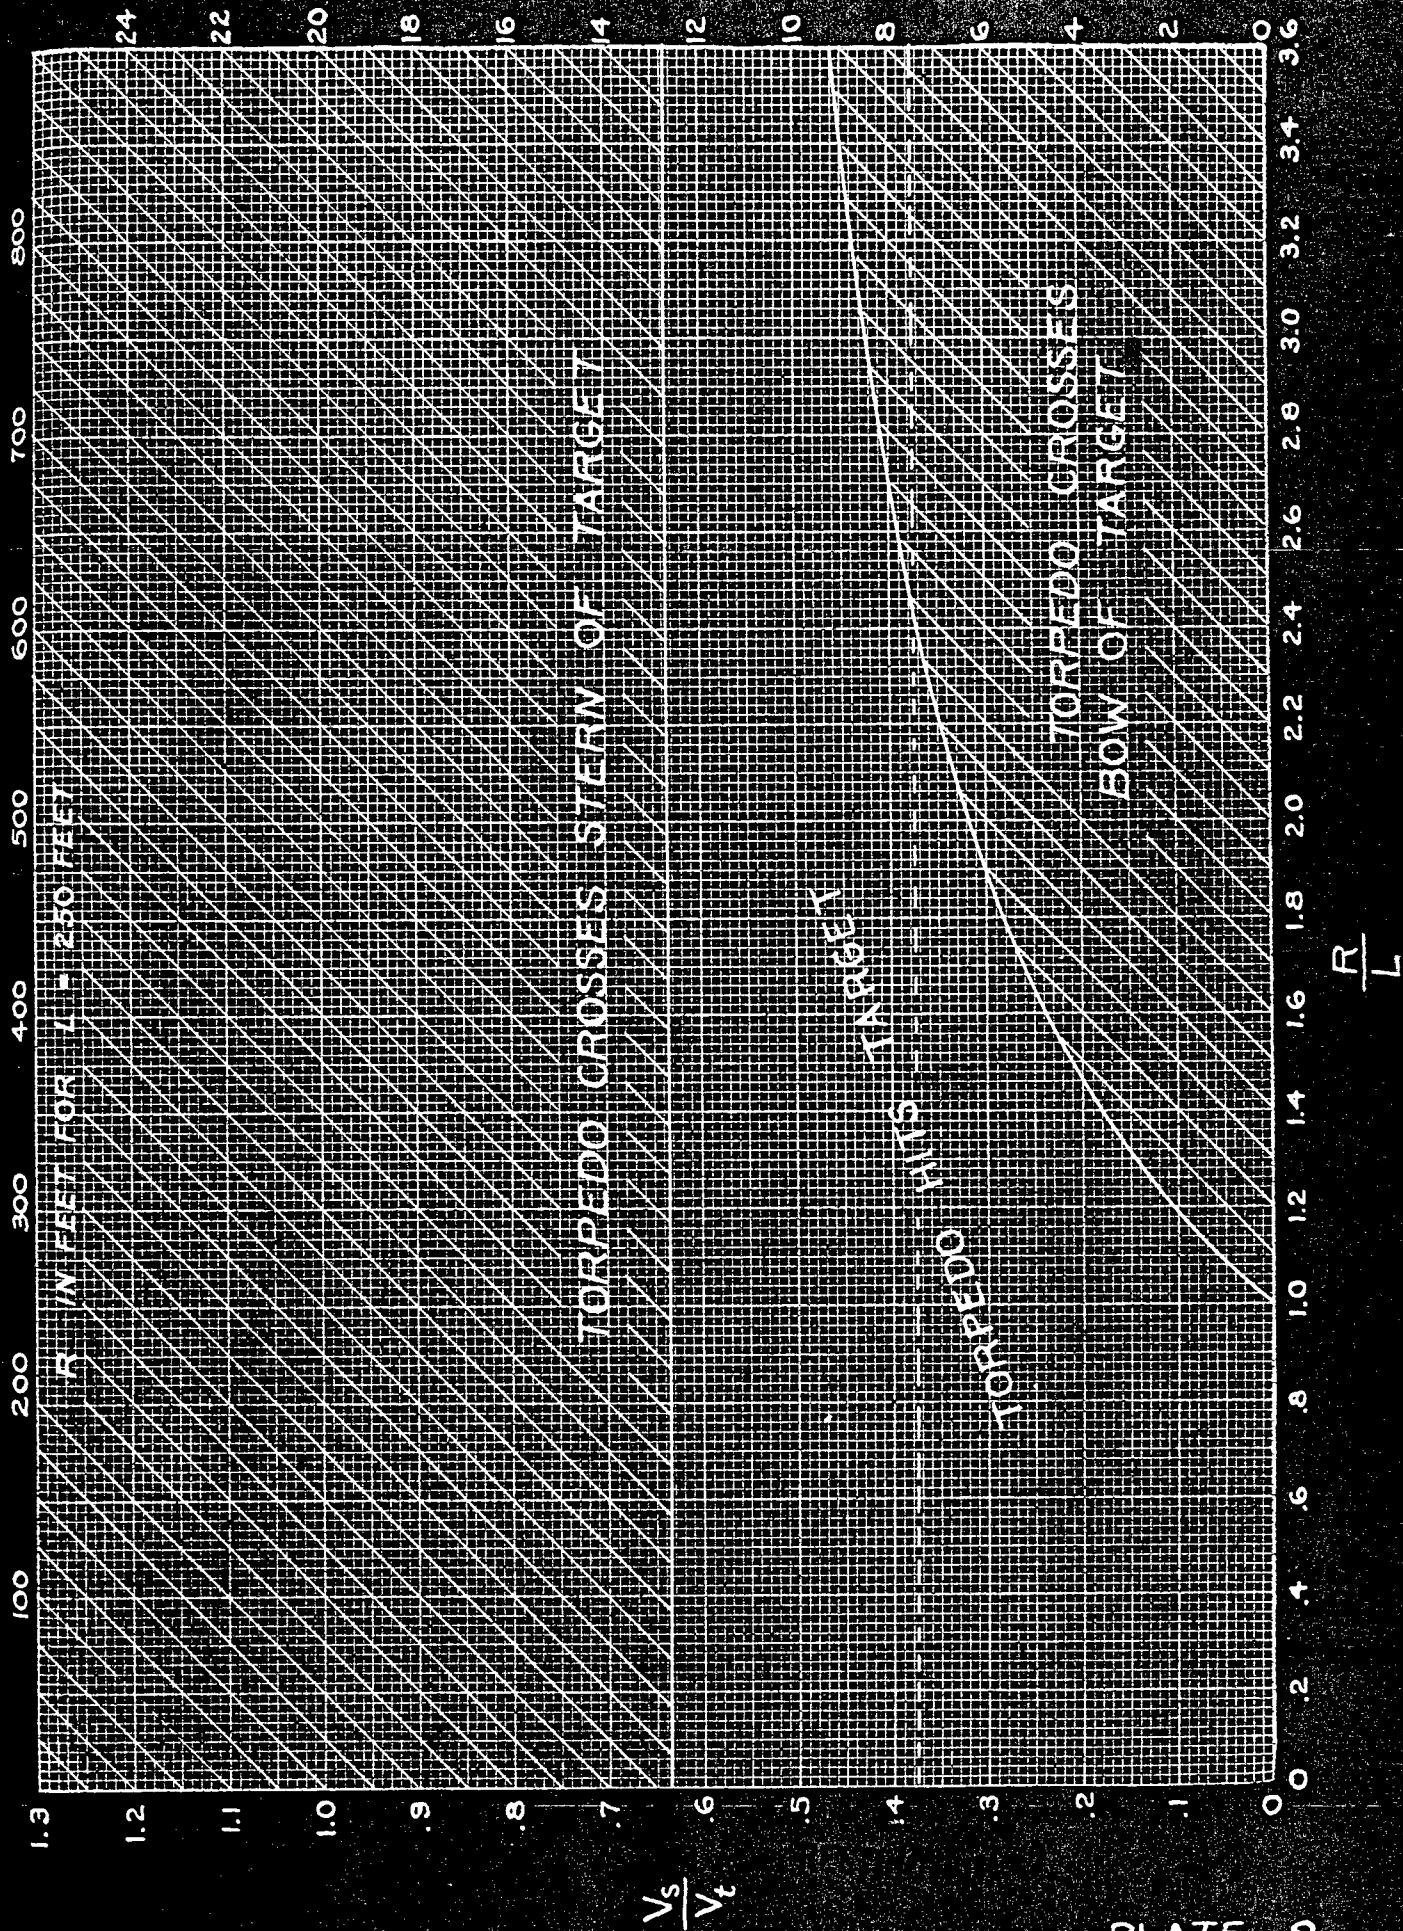 100 200 300 400 500 600 700 800
R IN FEET FOR L = 250 FEET
1.3
1.2
1.1
1.0
.9
.8
.7
.6
.5
.4
.3
.2
.1
0
24
22
20
18
16
14
12
10
8
6
4
2
0
TORPEDO CROSSES STERN OF TARGET
TORPEDO HITS TARGET
TORPEDO CROSSES
BOW OF TARGET
Vs
Vt
0 .2 .4 .6 .8 1.0 1.2 1.4 1.6 1.8 2.0 2.2 2.4 2.6 2.8 3.0 3.2 3.4 3.6
R
L